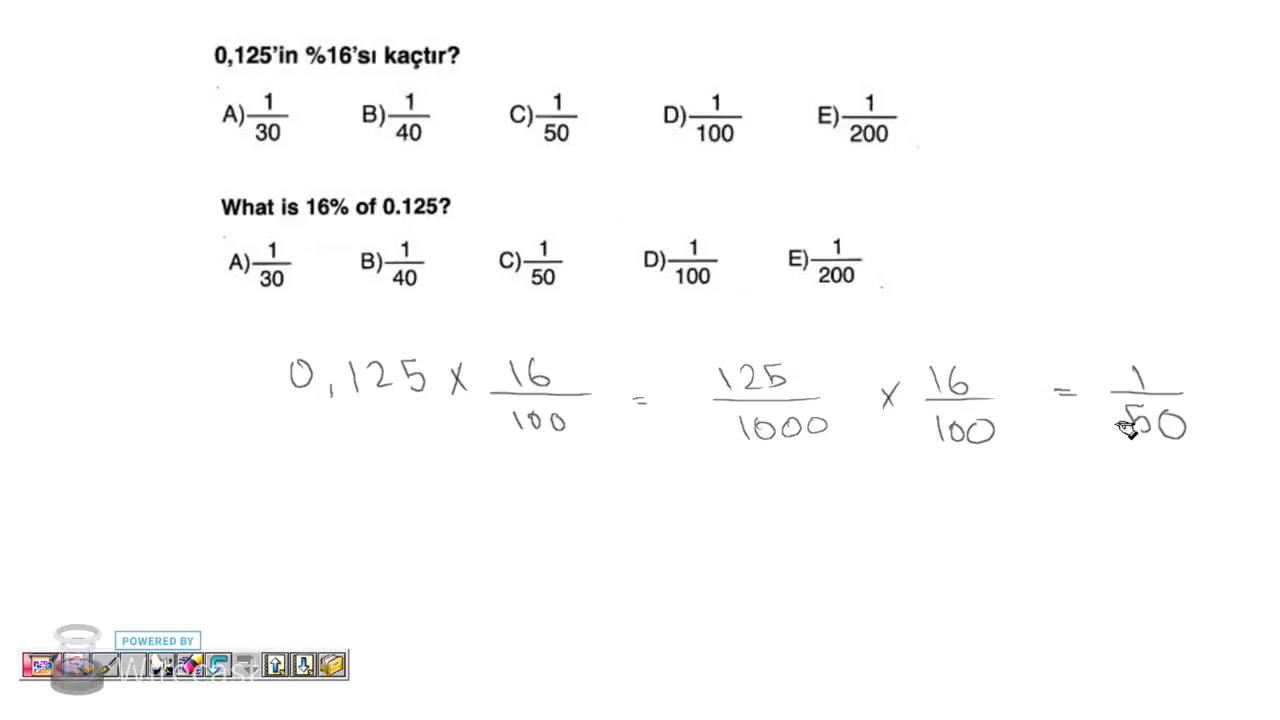 0,125'in %16'sı kaçtır?
A) 1/30 B) 1/40 C) 1/50 D) 1/100 E) 1/200
What is 16% of 0.125?
A) 1/30 B) 1/40 C) 1/50 D) 1/100 E) 1/200
0,125 x 16/100 = 125/1000 x 16/100 = 1/50
POWERED BY
Wirecast